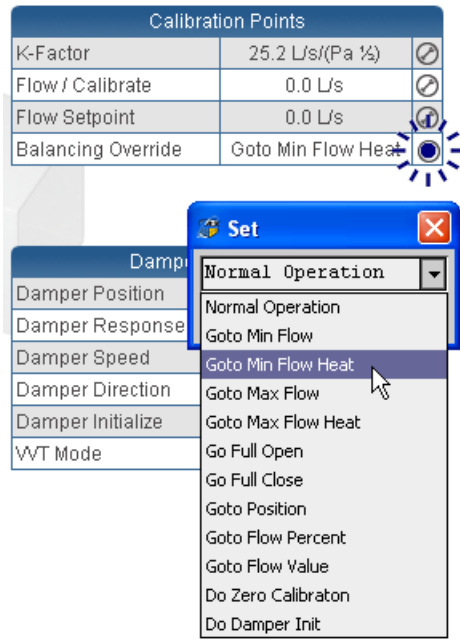 Calibration Points
K-Factor 25.2 L/s/(Pa ½)
Flow / Calibrate 0.0 L/s
Flow Setpoint 0.0 L/s
Balancing Override Goto Min Flow Heat
Set
Normal Operation
Damp
Damper Position
Damper Response
Damper Speed
Damper Direction
Damper Initialize
VVT Mode
Normal Operation
Goto Min Flow
Goto Min Flow Heat
Goto Max Flow
Goto Max Flow Heat
Go Full Open
Go Full Close
Goto Position
Goto Flow Percent
Goto Flow Value
Do Zero Calibraton
Do Damper Init